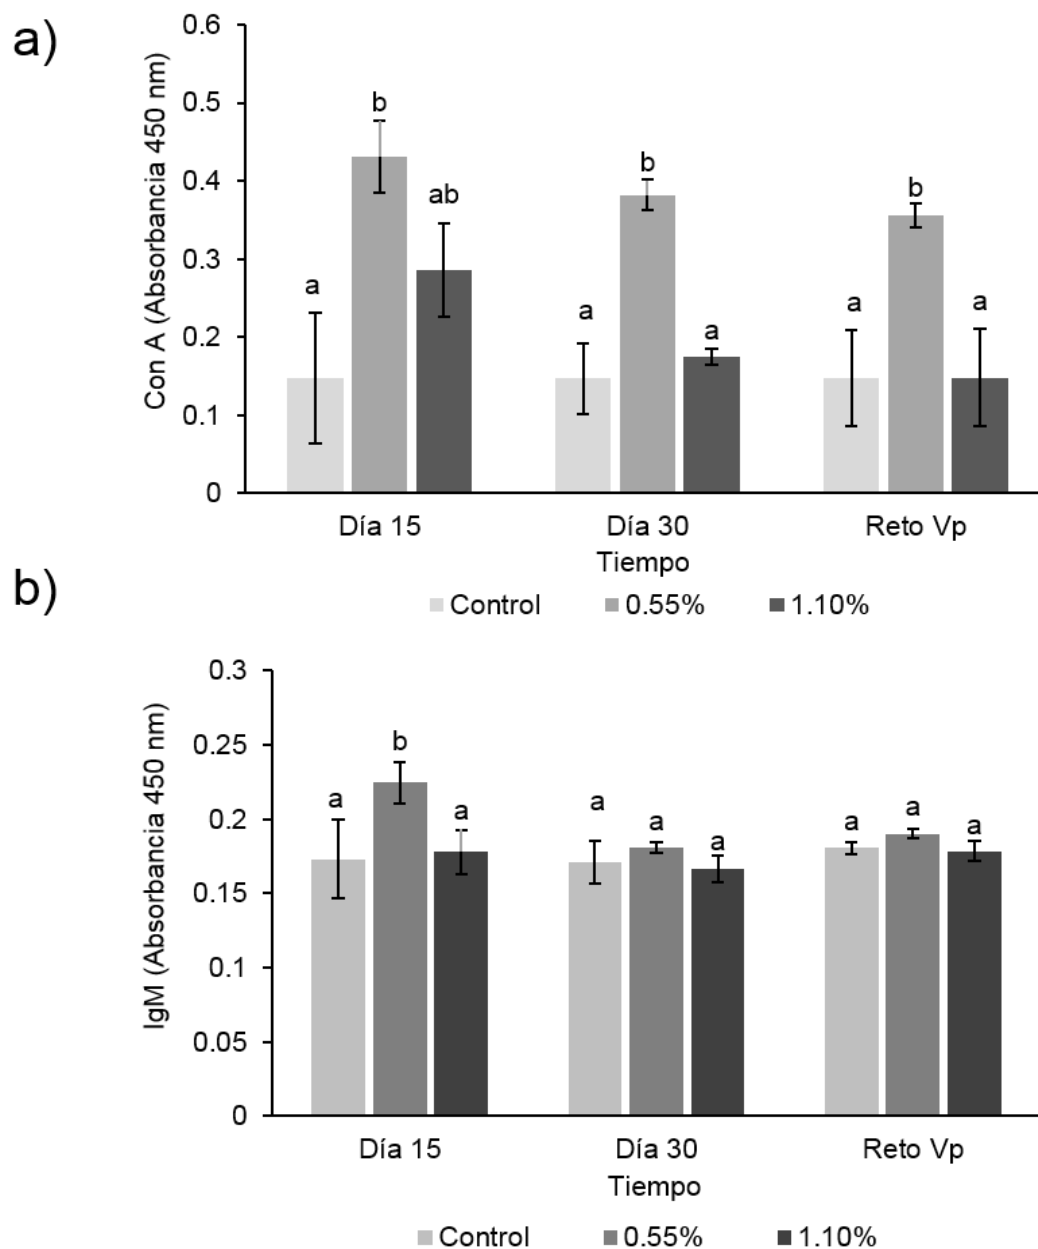 a)
Con A (Absorbancia 450 nm)
0.6
0.5
0.4
0.3
0.2
0.1
0
a
b
ab
a
b
a
a
b
a
Día 15
Día 30
Reto Vp
Tiempo
Control
0.55%
1.10%
b)
IgM (Absorbancia 450 nm)
0.3
0.25
0.2
0.15
0.1
0.05
0
a
b
a
a
a
a
a
a
a
Día 15
Día 30
Reto Vp
Tiempo
Control
0.55%
1.10%